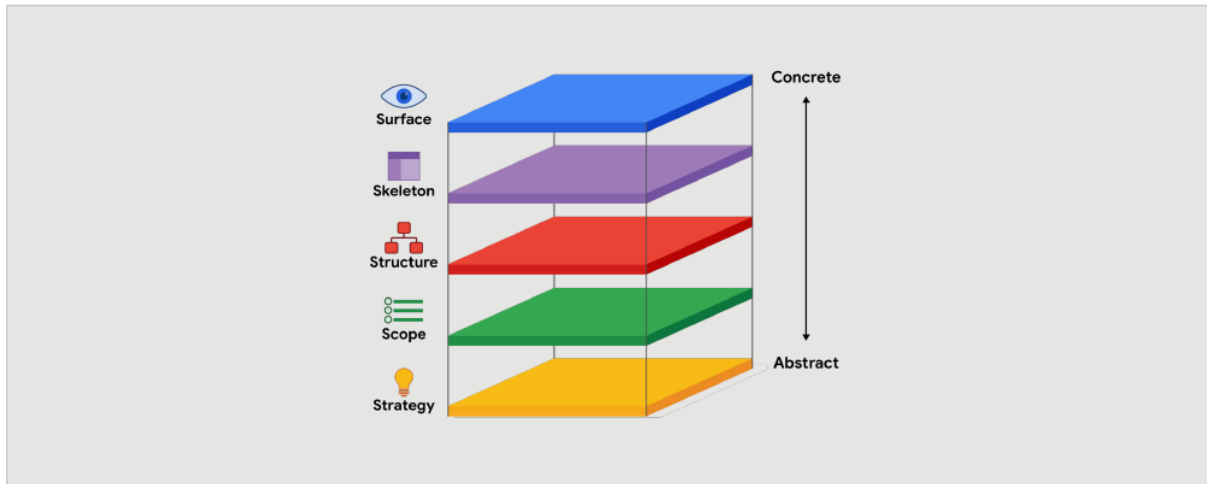 Concrete
Surface
Skeleton
Structure
Scope
Abstract
Strategy